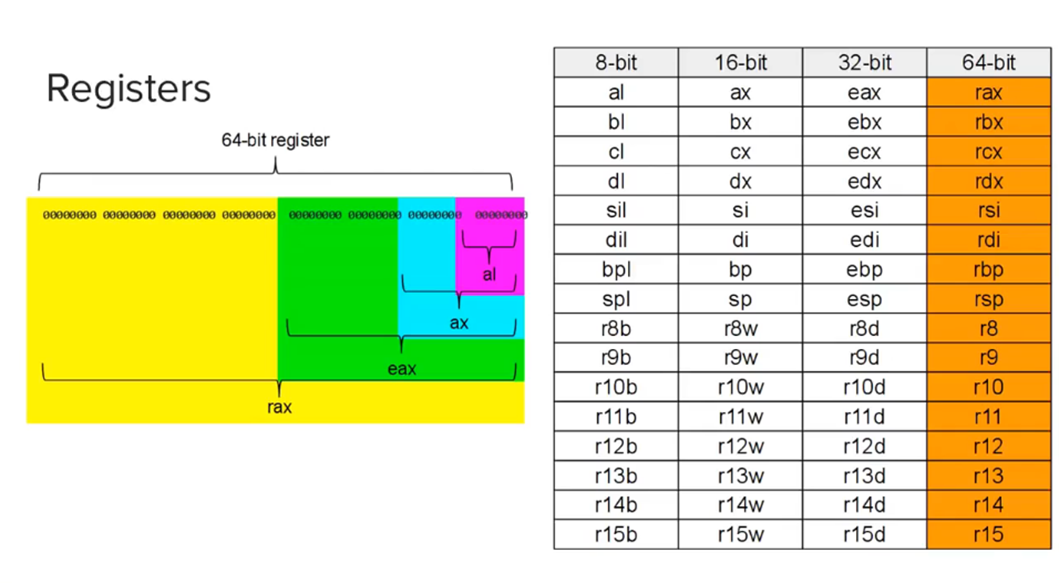 Registers
64-bit register
00000000 00000000 00000000 00000000 00000000 00000000 00000000 00000000
al
ax
eax
rax
8-bit 16-bit 32-bit 64-bit
al ax eax rax
bl bx ebx rbx
cl cx ecx rcx
dl dx edx rdx
sil si esi rsi
dil di edi rdi
bpl bp ebp rbp
spl sp esp rsp
r8b r8w r8d r8
r9b r9w r9d r9
r10b r10w r10d r10
r11b r11w r11d r11
r12b r12w r12d r12
r13b r13w r13d r13
r14b r14w r14d r14
r15b r15w r15d r15